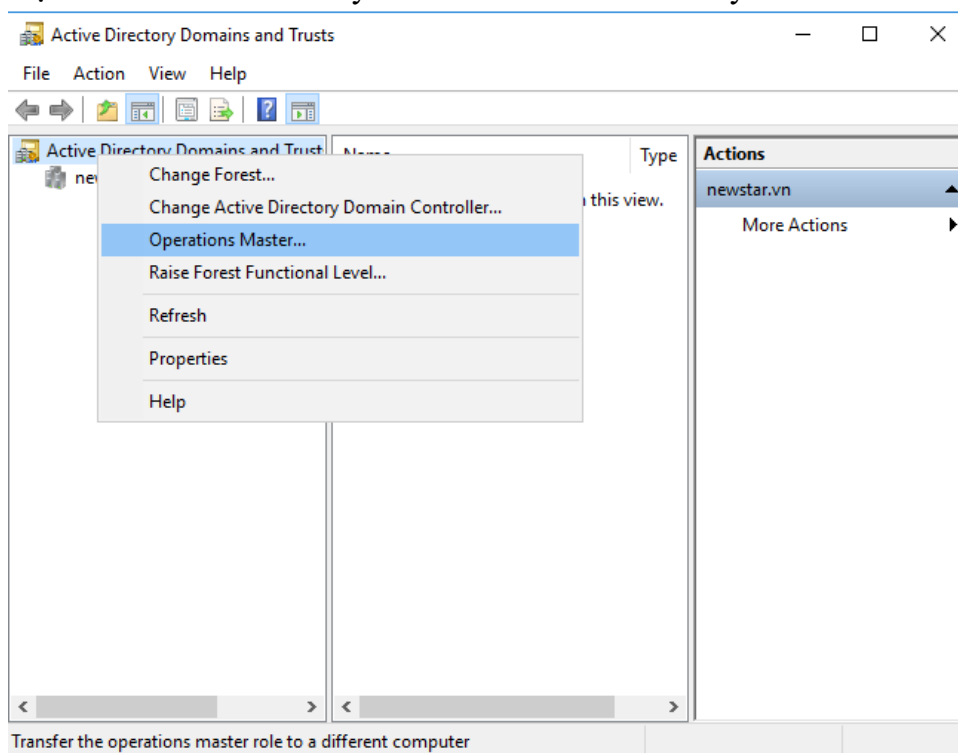 Active Directory Domains and Trusts
File Action View Help
Active Directory Domains and Trust
Type
Actions
Change Forest...
newstar.vn
Change Active Directory Domain Controller...
this view.
More Actions
Operations Master...
Raise Forest Functional Level...
Refresh
Properties
Help
Transfer the operations master role to a different computer